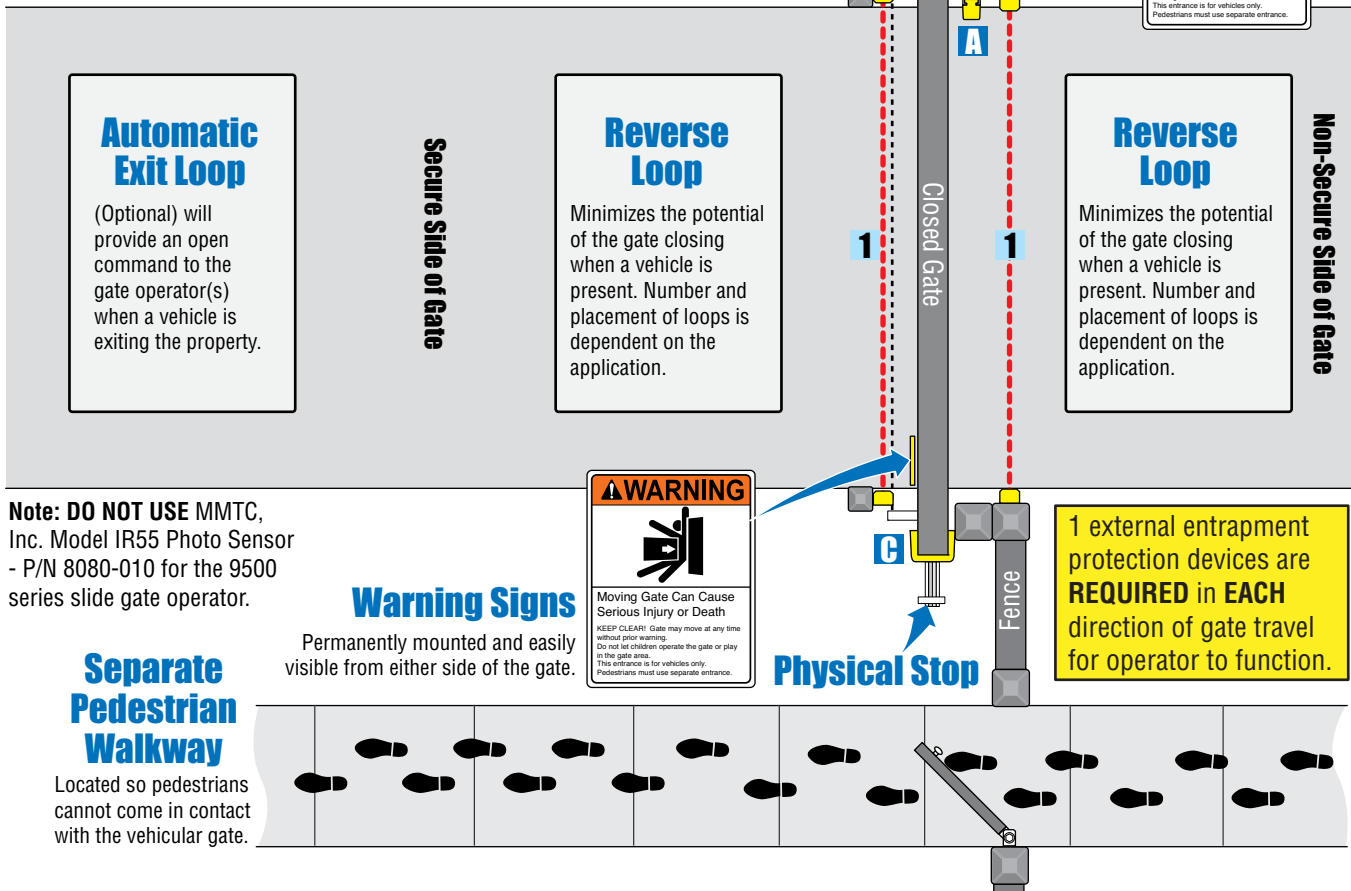 This entrance is for vehicles only.
Pedestrians must use separate entrance.
A
Automatic
Exit Loop
(Optional) will
provide an open
command to the
gate operator(s)
when a vehicle is
exiting the property.
Secure Side of Gate
Reverse
Loop
Minimizes the potential
of the gate closing
when a vehicle is
present. Number and
placement of loops is
dependent on the
application.
1
Closed Gate
1
Reverse
Loop
Minimizes the potential
of the gate closing
when a vehicle is
present. Number and
placement of loops is
dependent on the
application.
Non-Secure Side of Gate
Note: DO NOT USE MMTC,
Inc. Model IR55 Photo Sensor
- P/N 8080-010 for the 9500
series slide gate operator.
Warning Signs
Permanently mounted and easily
visible from either side of the gate.
WARNING
Moving Gate Can Cause
Serious Injury or Death
KEEP CLEAR! Gate may move at any time
without prior warning.
Do not let children operate the gate or play
in the gate area.
This entrance is for vehicles only.
Pedestrians must use separate entrance.
C
Physical Stop
Fence
1 external entrapment
protection devices are
REQUIRED in EACH
direction of gate travel
for operator to function.
Separate
Pedestrian
Walkway
Located so pedestrians
cannot come in contact
with the vehicular gate.